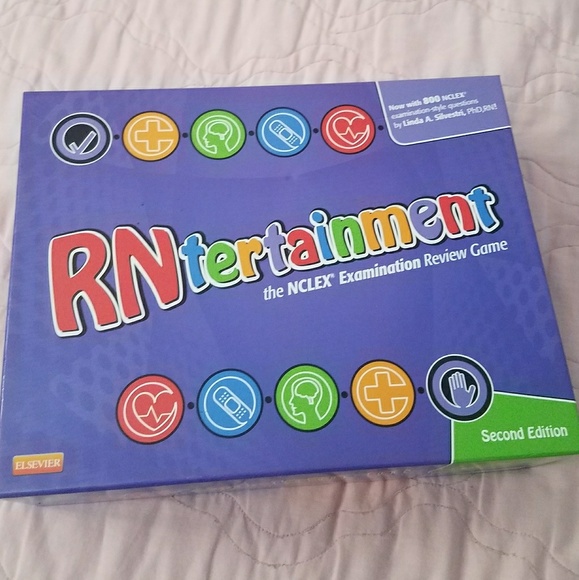 Now with 800 NCLEX®
examination-style questions
by Linda A. Silvestri, PhD, RN!
RNtertainment
the NCLEX® Examination Review Game
Second Edition
ELSEVIER